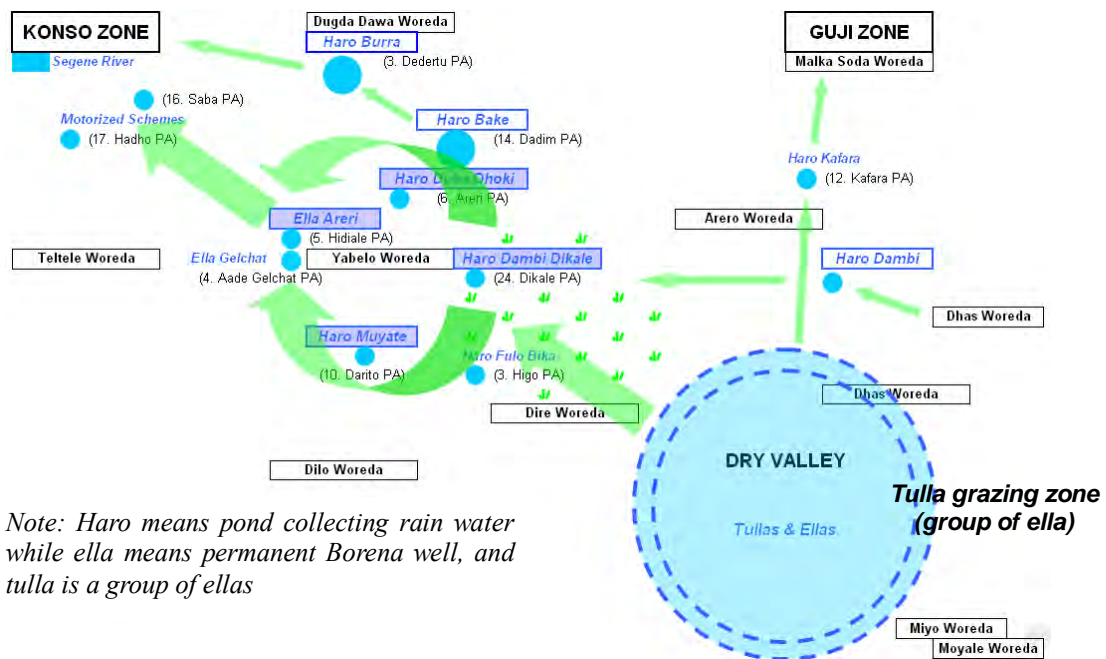 Dugda Dawa Woreda
KONSO ZONE
Haro Burra
GUJI ZONE
Segene River
(3. Dedertu PA)
Malka Soda Woreda
(16. Saba PA)
Motorized Schemes
Haro Bake
(17. Hadho PA)
(14. Dadim PA)
Haro Kafara
(12. Kafara PA)
Haro Dhoki
(6. Areri PA)
Ella Areri
Arero Woreda
(5. Hidiale PA)
Teltele Woreda
Ella Gelchat
Yabelo Woreda
Haro Dambi Dikale
Haro Dambi
(4. Aade Gelchat PA)
(24. Dikale PA)
Dhas Woreda
Haro Muyate
Haro Fulo Bika
(10. Darito PA)
(3. Higo PA)
Dhas Woreda
Dire Woreda
DRY VALLEY
Dilo Woreda
Tulla grazing zone
(group of ella)
Tullas & Ellas
Note: Haro means pond collecting rain water
while ella means permanent Borena well, and
tulla is a group of ellas
Miyo Woreda
Moyale Woreda